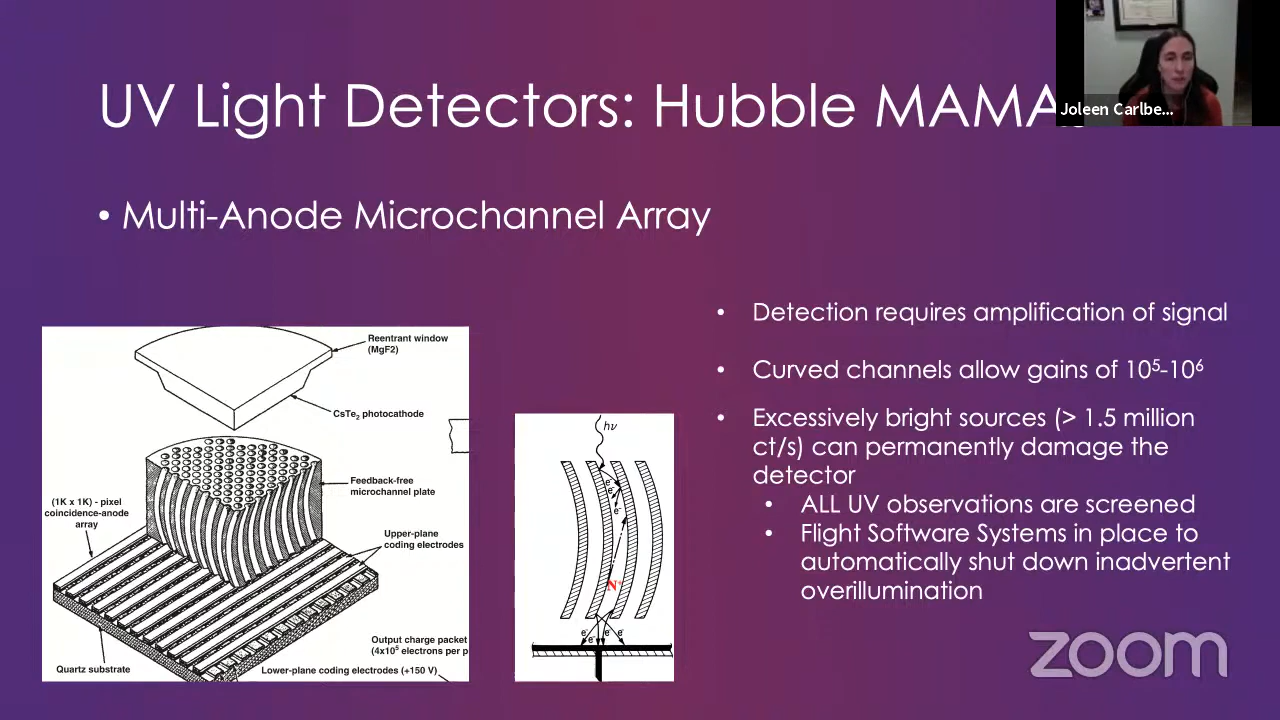 UV Light Detectors: Hubble MAMA
Joleen Carlbe...
• Multi-Anode Microchannel Array
• Detection requires amplification of signal
• Curved channels allow gains of 10⁵-10⁶
• Excessively bright sources (> 1.5 million
ct/s) can permanently damage the
detector
• ALL UV observations are screened
• Flight Software Systems in place to
automatically shut down inadvertent
overillumination
Reentrant window
(MgF2)
CsTe₂ photocathode
Feedback-free
microchannel plate
(1K x 1K) - pixel
coincidence-anode
array
Upper-plane
coding electrodes
Output charge packet
(4x10⁵ electrons per p
Quartz substrate
Lower-plane coding electrodes (+150 V)
hν
e⁻
e⁻
e⁻
N⁺
e⁻ e⁻ e⁻
e⁻ e⁻
zoom